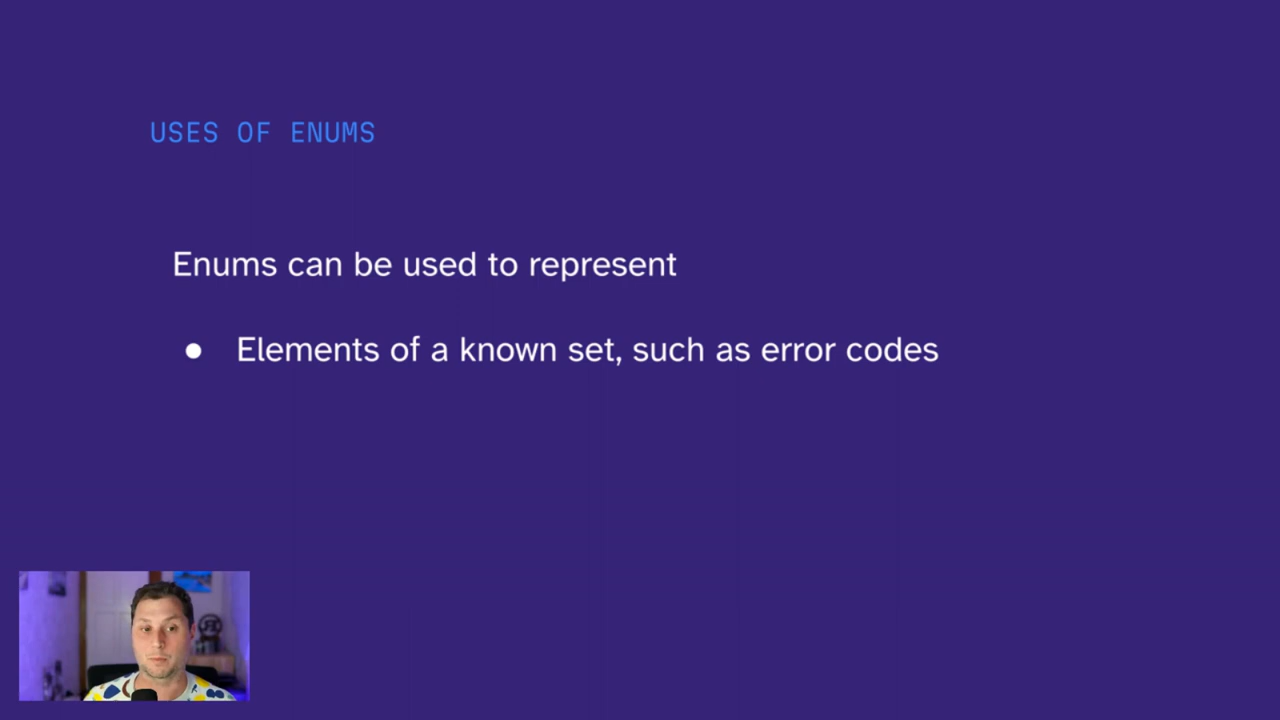 USES OF ENUMS
Enums can be used to represent
● Elements of a known set, such as error codes